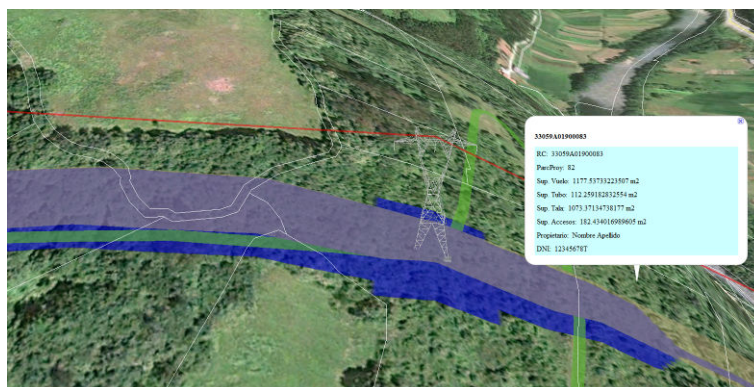 33059A01900083
RC: 33059A01900083
ParcProy: 82
Sup. Vuelo: 1177.53733223507 m2
Sup. Tubo: 112.259182832554 m2
Sup. Tala: 1073.37134738177 m2
Sup. Accesos: 182.434016989605 m2
Propietario: Nombre Apellido
DNI: 12345678T